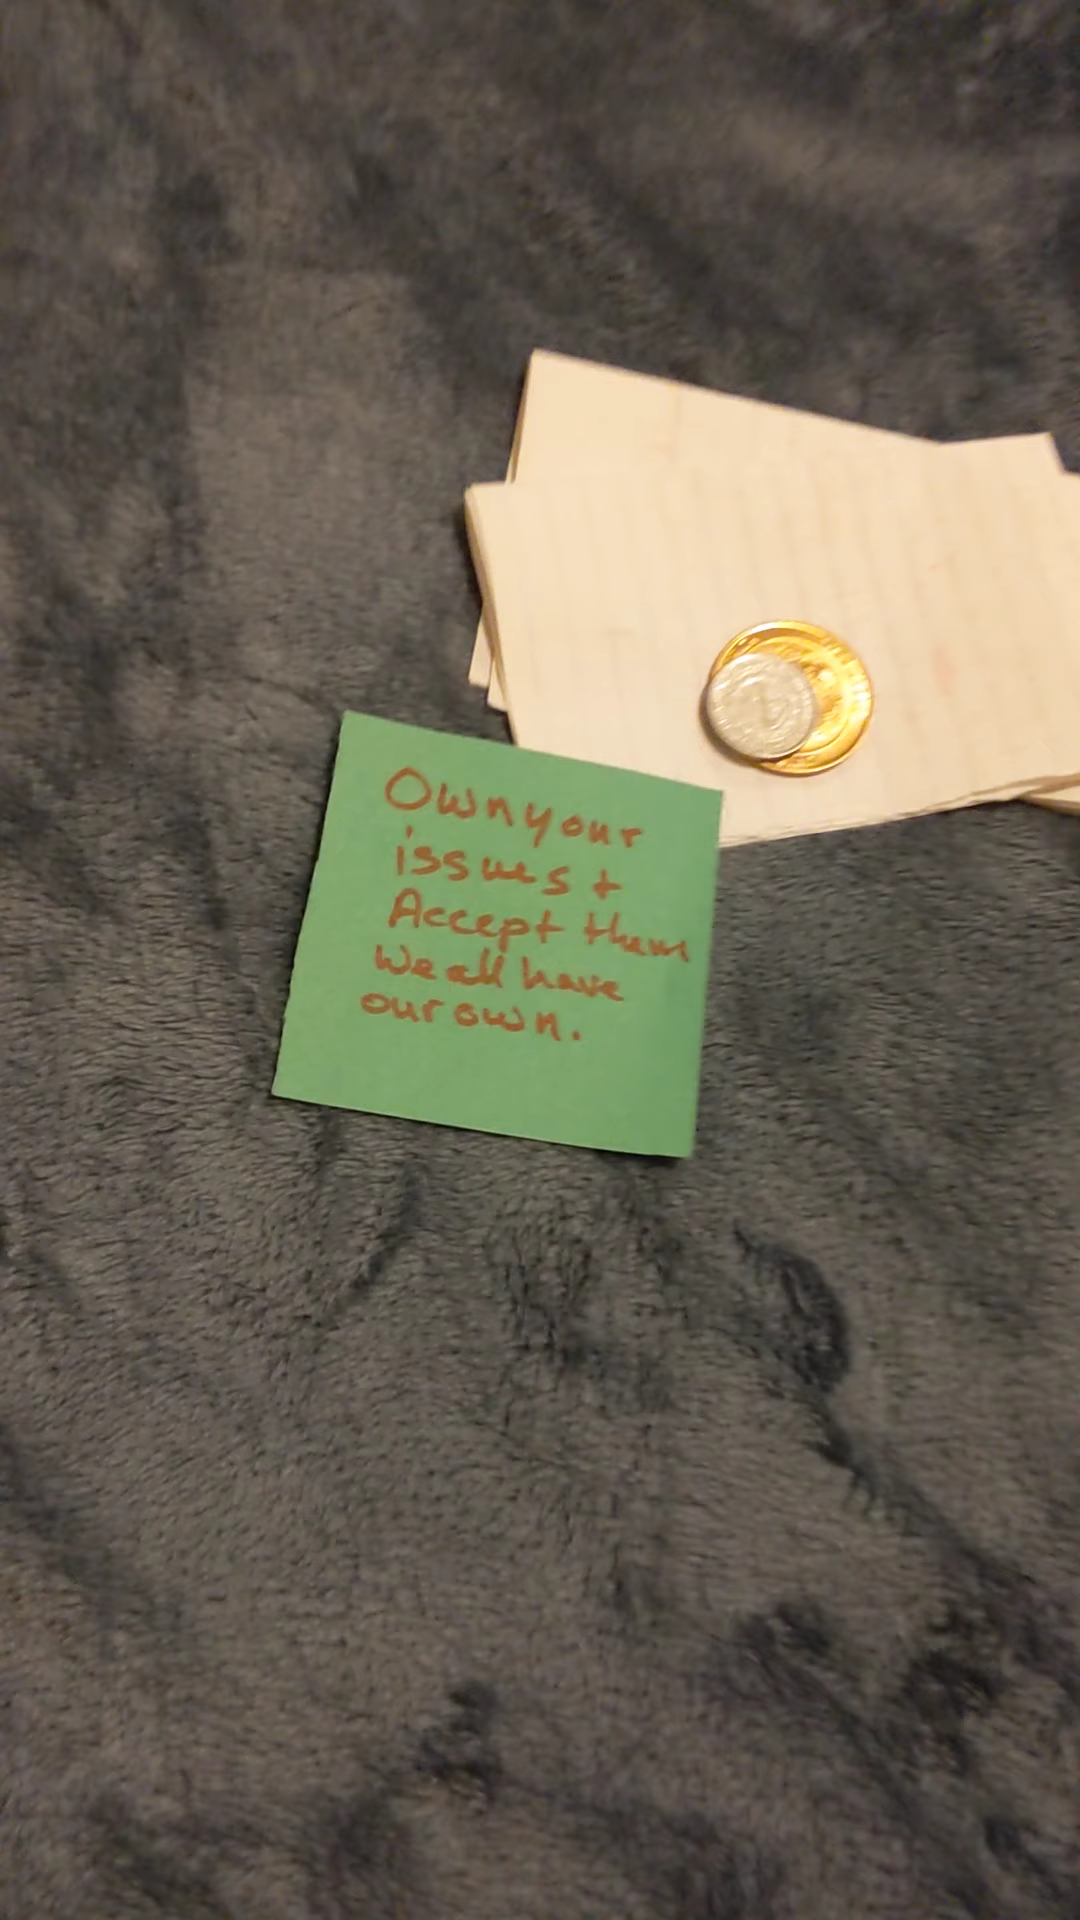 Own your
issues +
Accept them
We all have
our own.